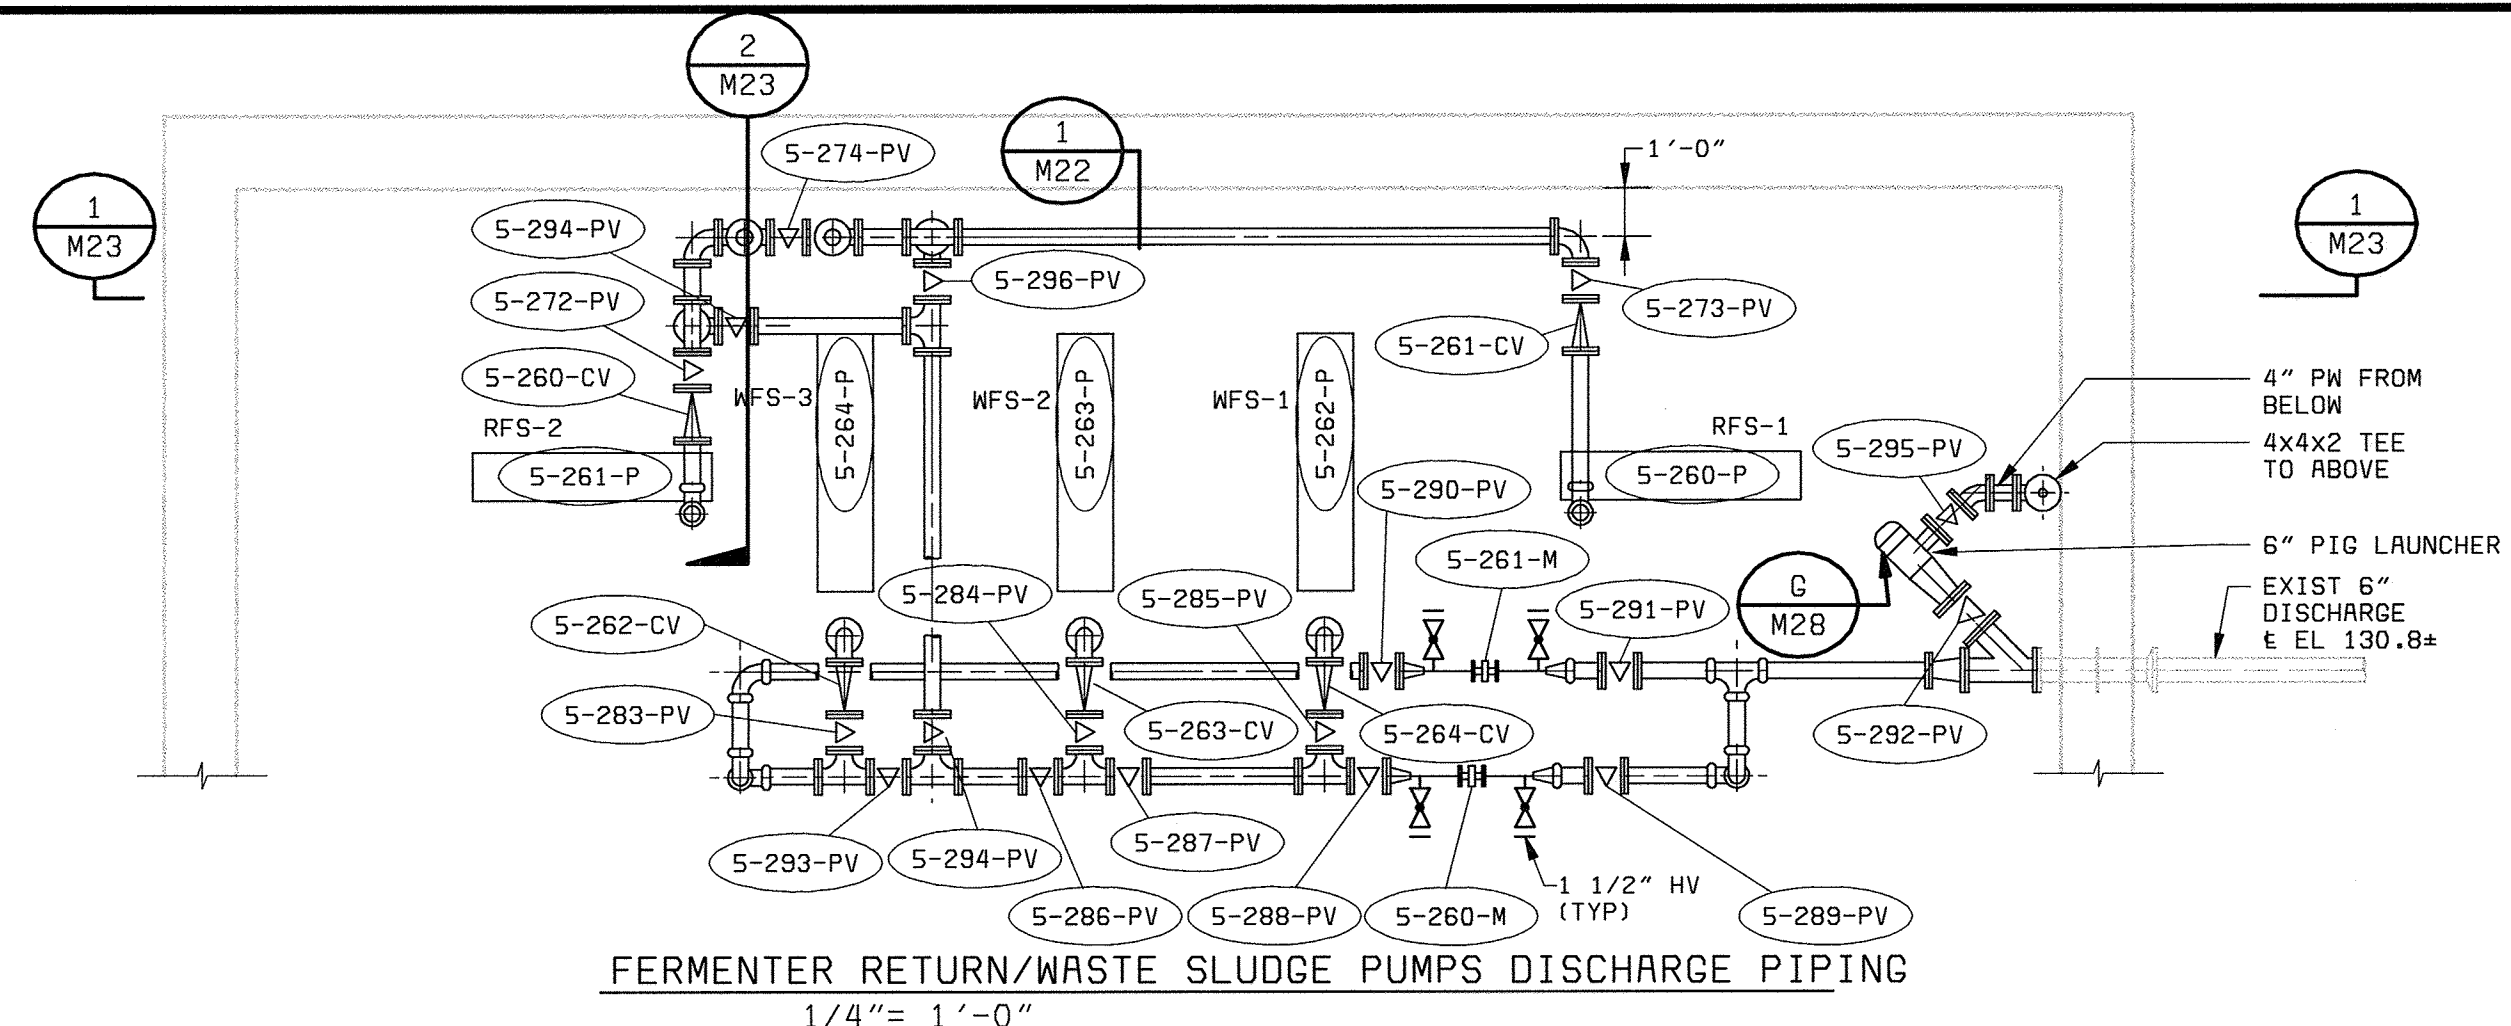 2
M23
5-274-PV
1
M22
1'-0"
1
M23
1
M23
5-294-PV
5-296-PV
5-272-PV
5-273-PV
5-261-CV
5-260-CV
WFS-3
5-264-P
WFS-2
5-263-P
WFS-1
5-262-P
RFS-2
5-261-P
RFS-1
5-260-P
5-295-PV
4" PW FROM
BELOW
4x4x2 TEE
TO ABOVE
5-290-PV
5-261-M
6" PIG LAUNCHER
G
M28
EXIST 6"
DISCHARGE
℄ EL 130.8±
5-284-PV
5-285-PV
5-291-PV
5-262-CV
5-283-PV
5-263-CV
5-264-CV
5-292-PV
5-293-PV
5-294-PV
5-287-PV
5-286-PV
5-288-PV
5-260-M
1 1/2" HV
(TYP)
5-289-PV
FERMENTER RETURN/WASTE SLUDGE PUMPS DISCHARGE PIPING
1/4"= 1'-0"